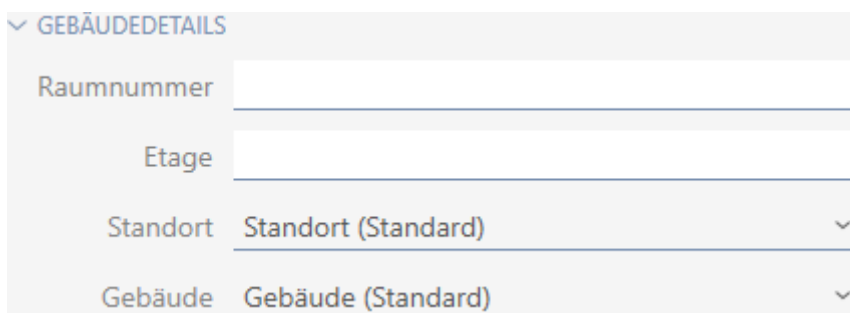 GEBÄUDEDETAILS
Raumnummer
Etage
Standort Standort (Standard)
Gebäude Gebäude (Standard)